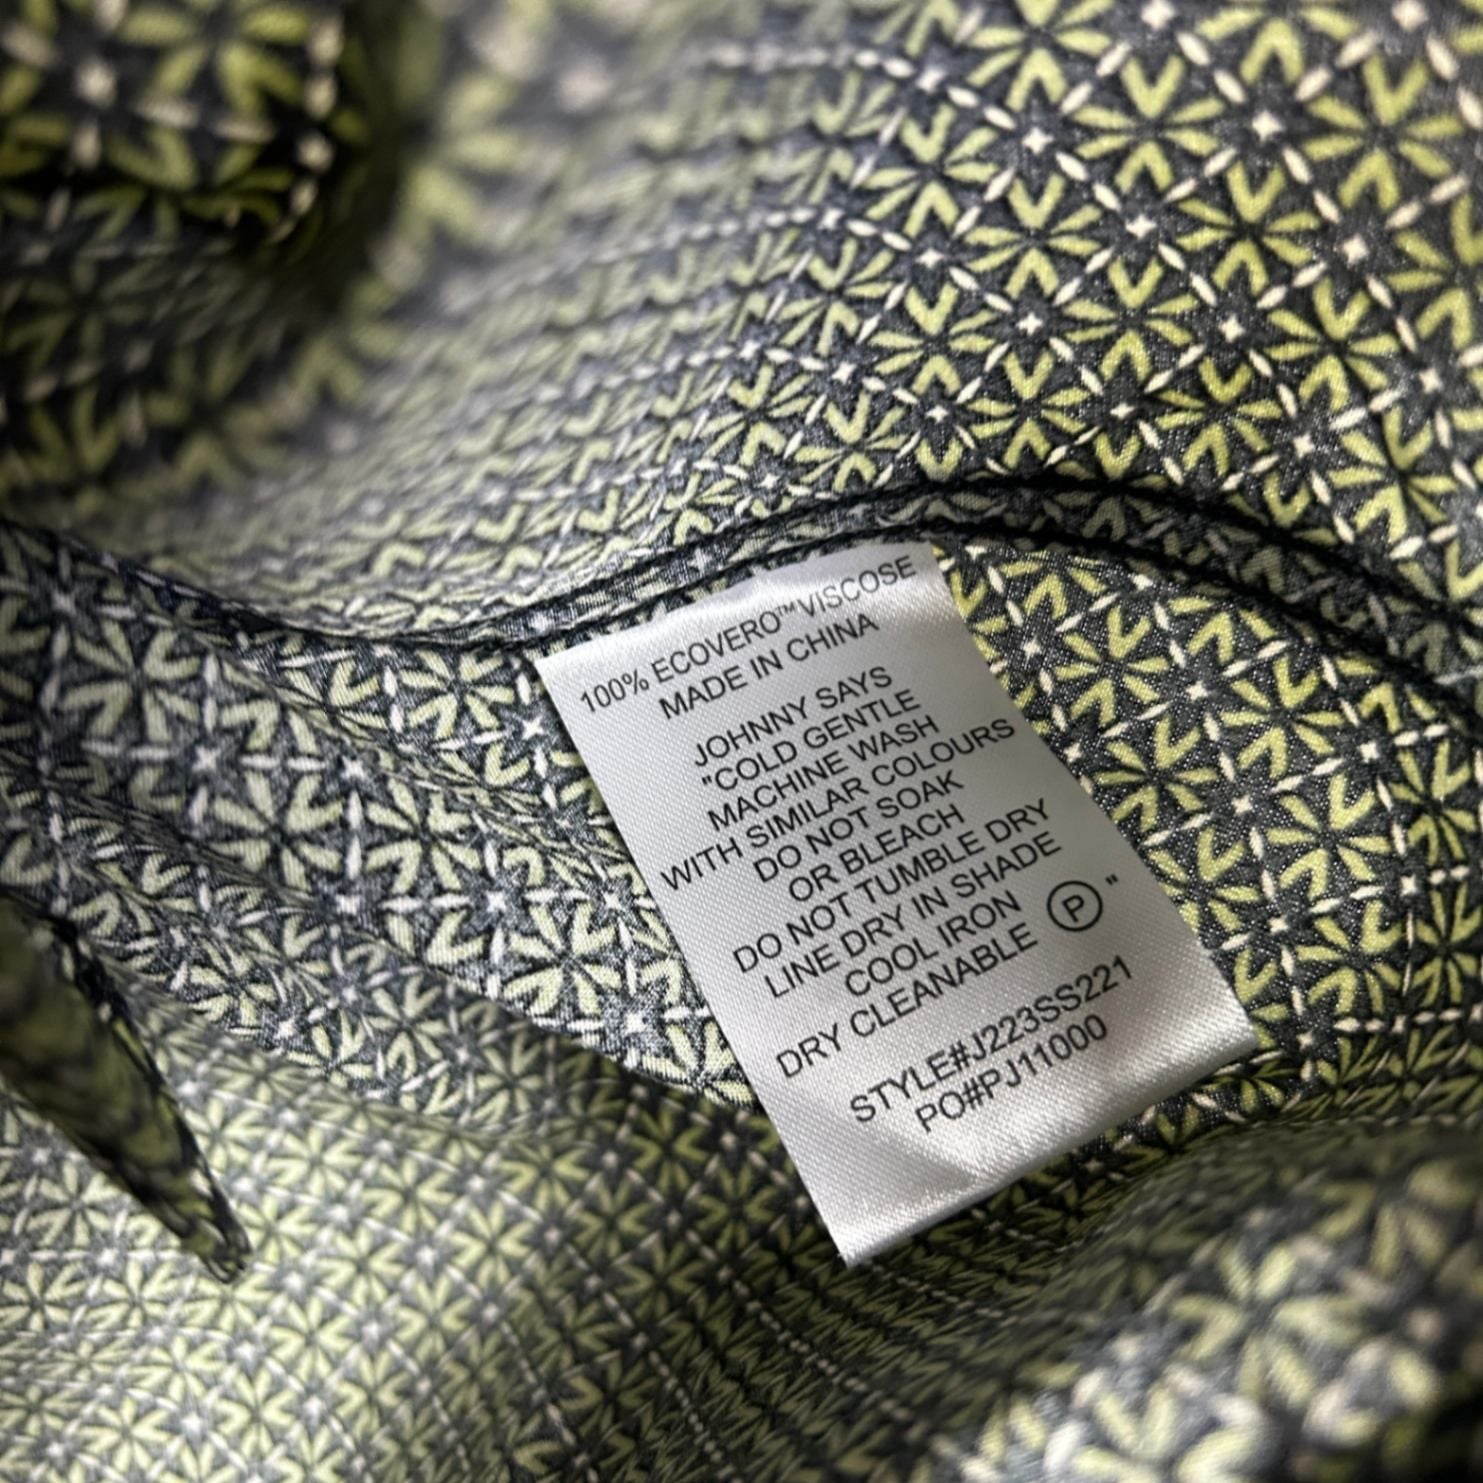 100% ECOVERO™VISCOSE
MADE IN CHINA
JOHNNY SAYS
"COLD GENTLE
MACHINE WASH
WITH SIMILAR COLOURS
DO NOT SOAK
OR BLEACH
DO NOT TUMBLE DRY
LINE DRY IN SHADE
COOL IRON
DRY CLEANABLE Ⓟ"
STYLE#J223SS221
PO#PJ11000